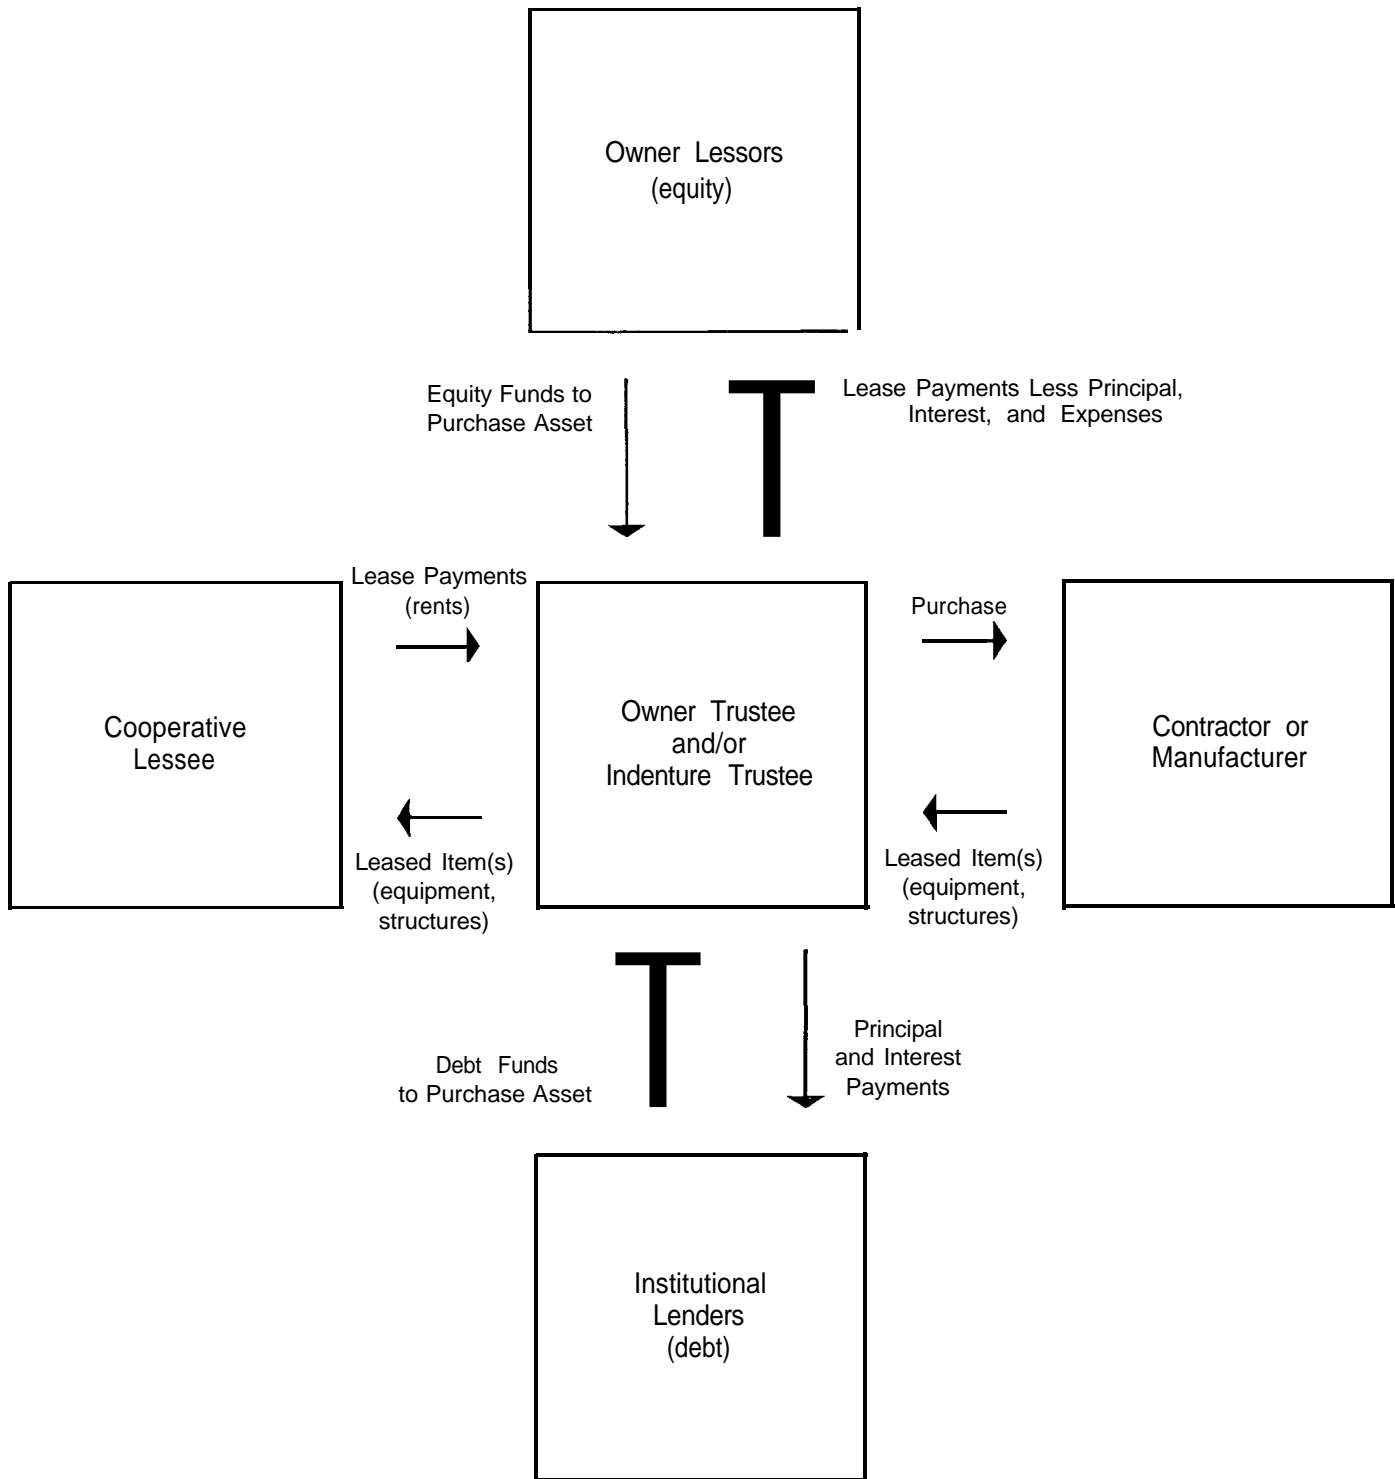 Owner Lessors
(equity)
Equity Funds to
Purchase Asset
Lease Payments Less Principal,
Interest, and Expenses
Lease Payments
(rents)
Purchase
Cooperative
Lessee
Owner Trustee
and/or
Indenture Trustee
Contractor or
Manufacturer
Leased Item(s)
(equipment,
structures)
Leased Item(s)
(equipment,
structures)
Debt Funds
to Purchase Asset
Principal
and Interest
Payments
Institutional
Lenders
(debt)